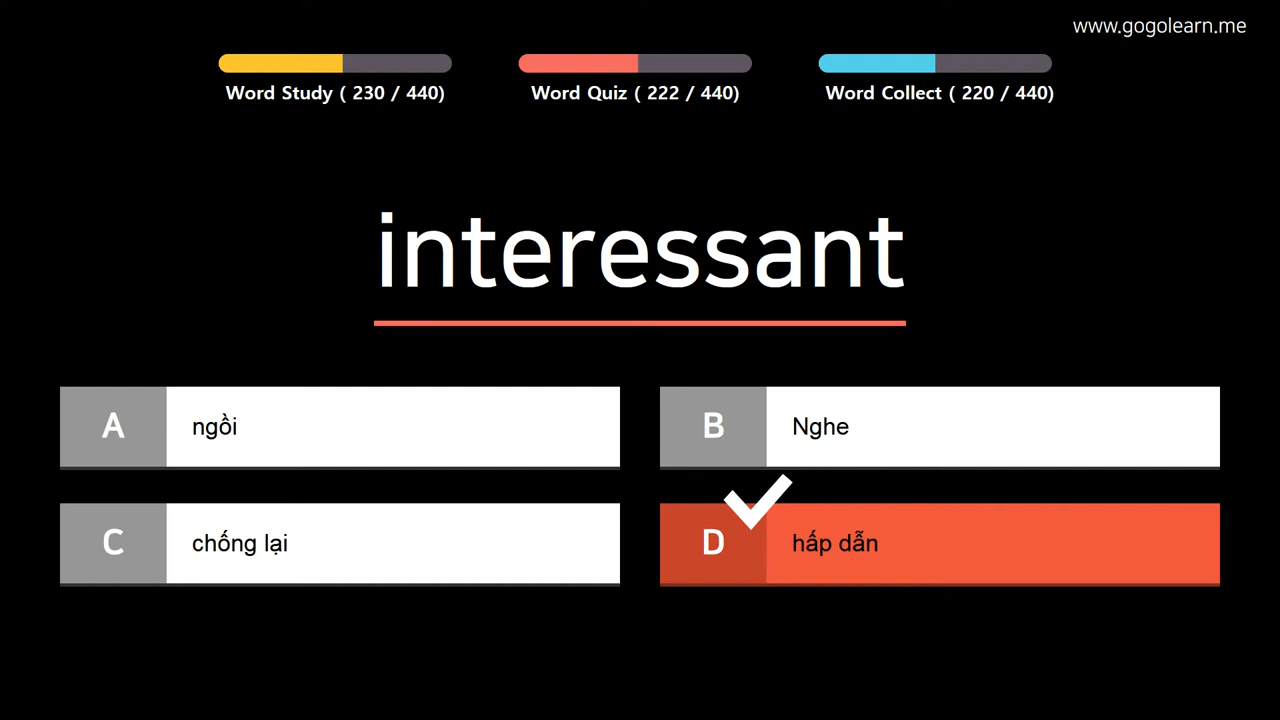 www.gogolearn.me
Word Study ( 230 / 440)
Word Quiz ( 222 / 440)
Word Collect ( 220 / 440)
interessant
A ngồi
B Nghe
C chống lại
D hấp dẫn